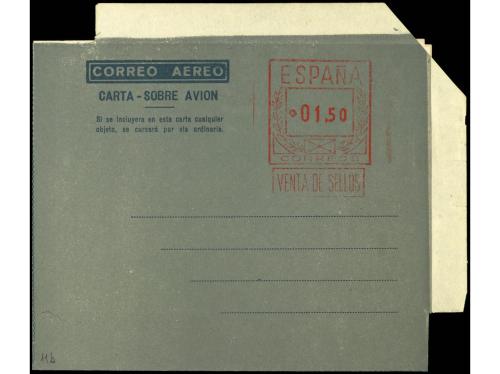 CORREO AEREO
CARTA-SOBRE AVION
Si se incluyera en esta carta cualquier
objeto, se cursará por vía ordinaria.
ESPAÑA
01,50
CORREOS
VENTA DE SELLOS